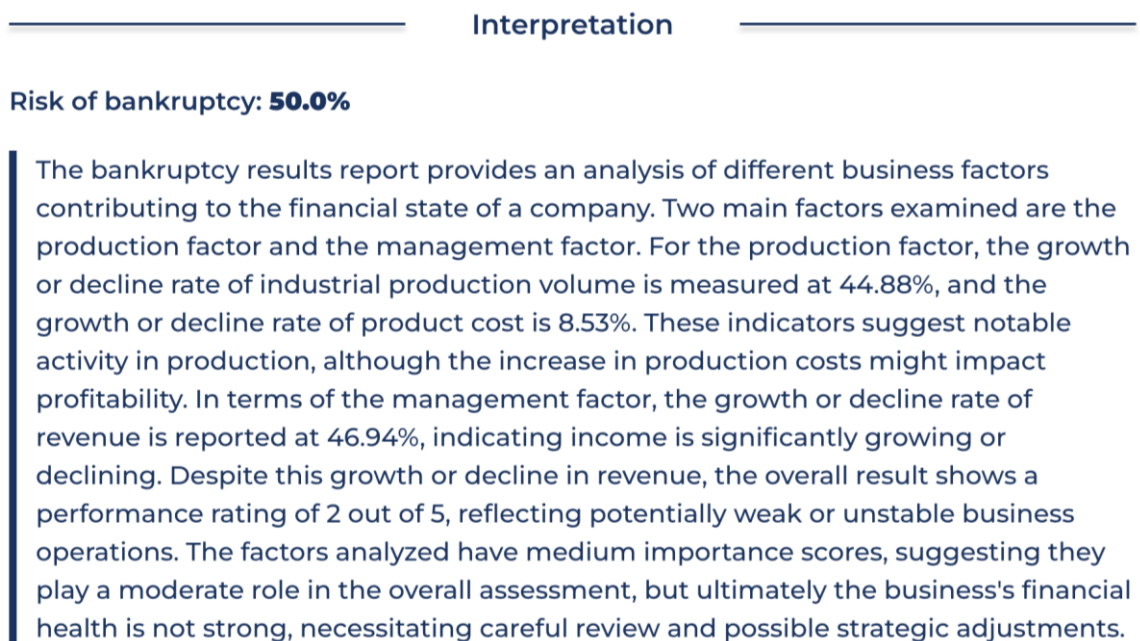 Interpretation
Risk of bankruptcy: 50.0%
The bankruptcy results report provides an analysis of different business factors
contributing to the financial state of a company. Two main factors examined are the
production factor and the management factor. For the production factor, the growth
or decline rate of industrial production volume is measured at 44.88%, and the
growth or decline rate of product cost is 8.53%. These indicators suggest notable
activity in production, although the increase in production costs might impact
profitability. In terms of the management factor, the growth or decline rate of
revenue is reported at 46.94%, indicating income is significantly growing or
declining. Despite this growth or decline in revenue, the overall result shows a
performance rating of 2 out of 5, reflecting potentially weak or unstable business
operations. The factors analyzed have medium importance scores, suggesting they
play a moderate role in the overall assessment, but ultimately the business's financial
health is not strong, necessitating careful review and possible strategic adjustments.